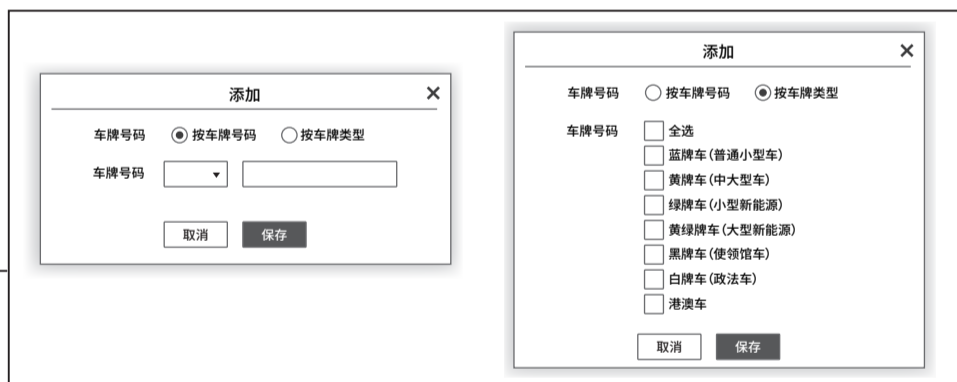 添加
车牌号码 按车牌号码 按车牌类型
车牌号码
取消 保存
添加
车牌号码 按车牌号码 按车牌类型
车牌号码 全选
蓝牌车(普通小型车)
黄牌车(中大型车)
绿牌车(小型新能源)
黄绿牌车(大型新能源)
黑牌车(使领馆车)
白牌车(政法车)
港澳车
取消 保存